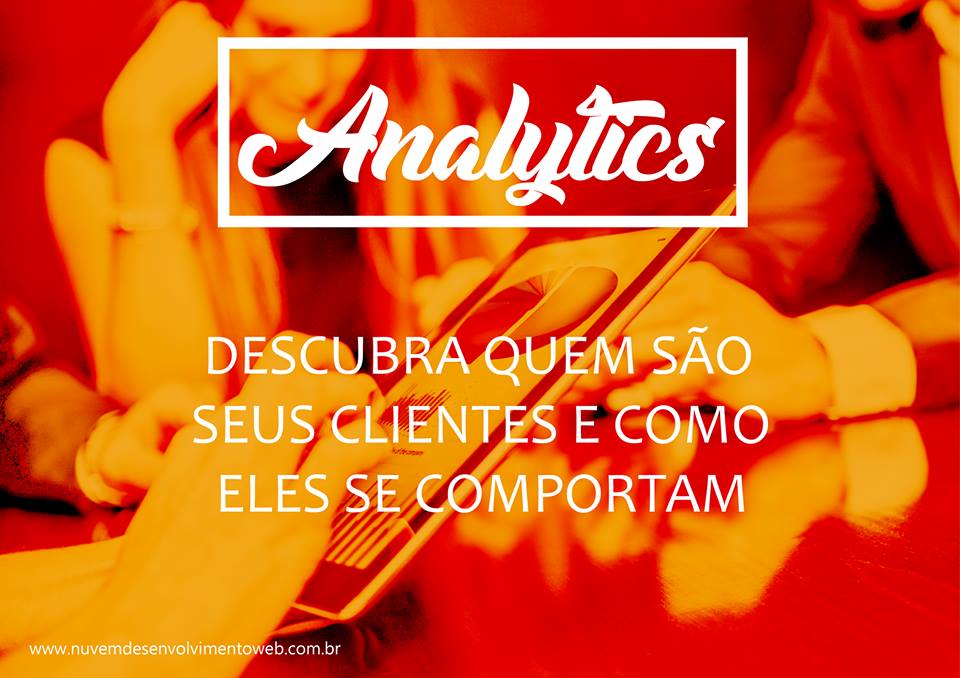 Analytics
DESCUBRA QUEM SÃO
SEUS CLIENTES E COMO
ELES SE COMPORTAM
www.nuvemdesenvolvimentoweb.com.br